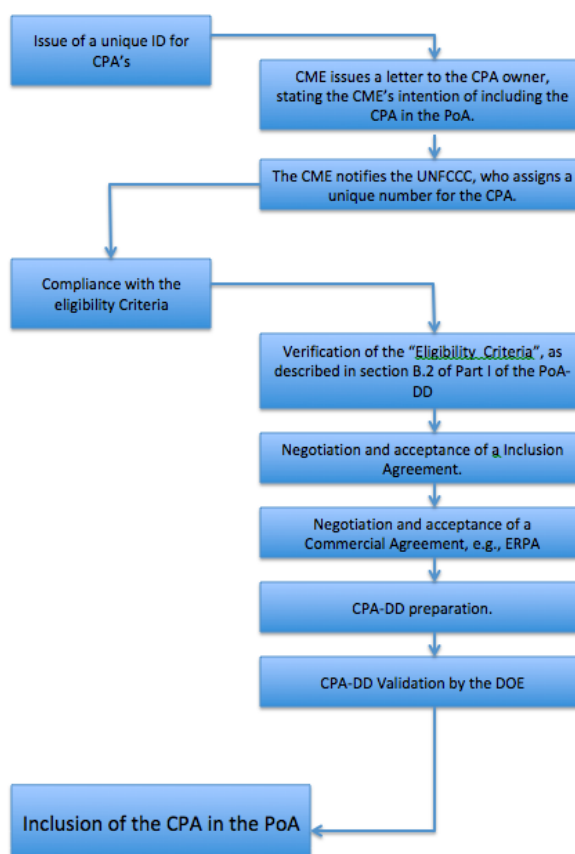 Issue of a unique ID for
CPA's
CME issues a letter to the CPA owner,
stating the CME's intention of including the
CPA in the PoA.
The CME notifies the UNFCCC, who assigns a
unique number for the CPA.
Compliance with the
eligibility Criteria
Verification of the “Eligibility Criteria”, as
described in section B.2 of Part I of the PoA-
DD
Negotiation and acceptance of a Inclusion
Agreement.
Negotiation and acceptance of a
Commercial Agreement, e.g., ERPA
CPA-DD preparation.
CPA-DD Validation by the DOE
Inclusion of the CPA in the PoA